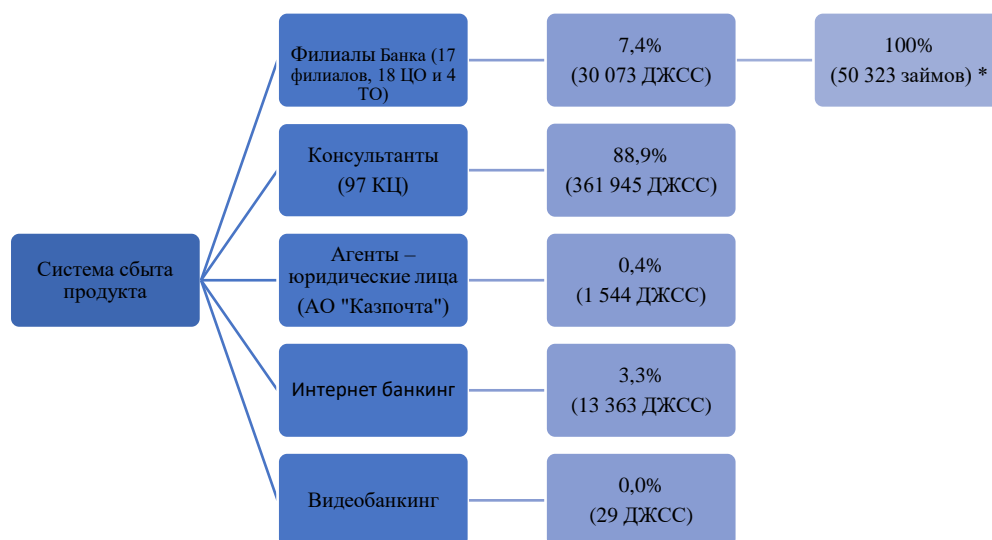 Система сбыта
продукта
Филиалы Банка (17
филиалов, 18 ЦО и 4
ТО)
7,4%
(30 073 ДЖСС)
100%
(50 323 займов) *
Консультанты
(97 КЦ)
88,9%
(361 945 ДЖСС)
Агенты –
юридические лица
(АО "Казпочта")
0,4%
(1 544 ДЖСС)
Интернет банкинг
3,3%
(13 363 ДЖСС)
Видеобанкинг
0,0%
(29 ДЖСС)